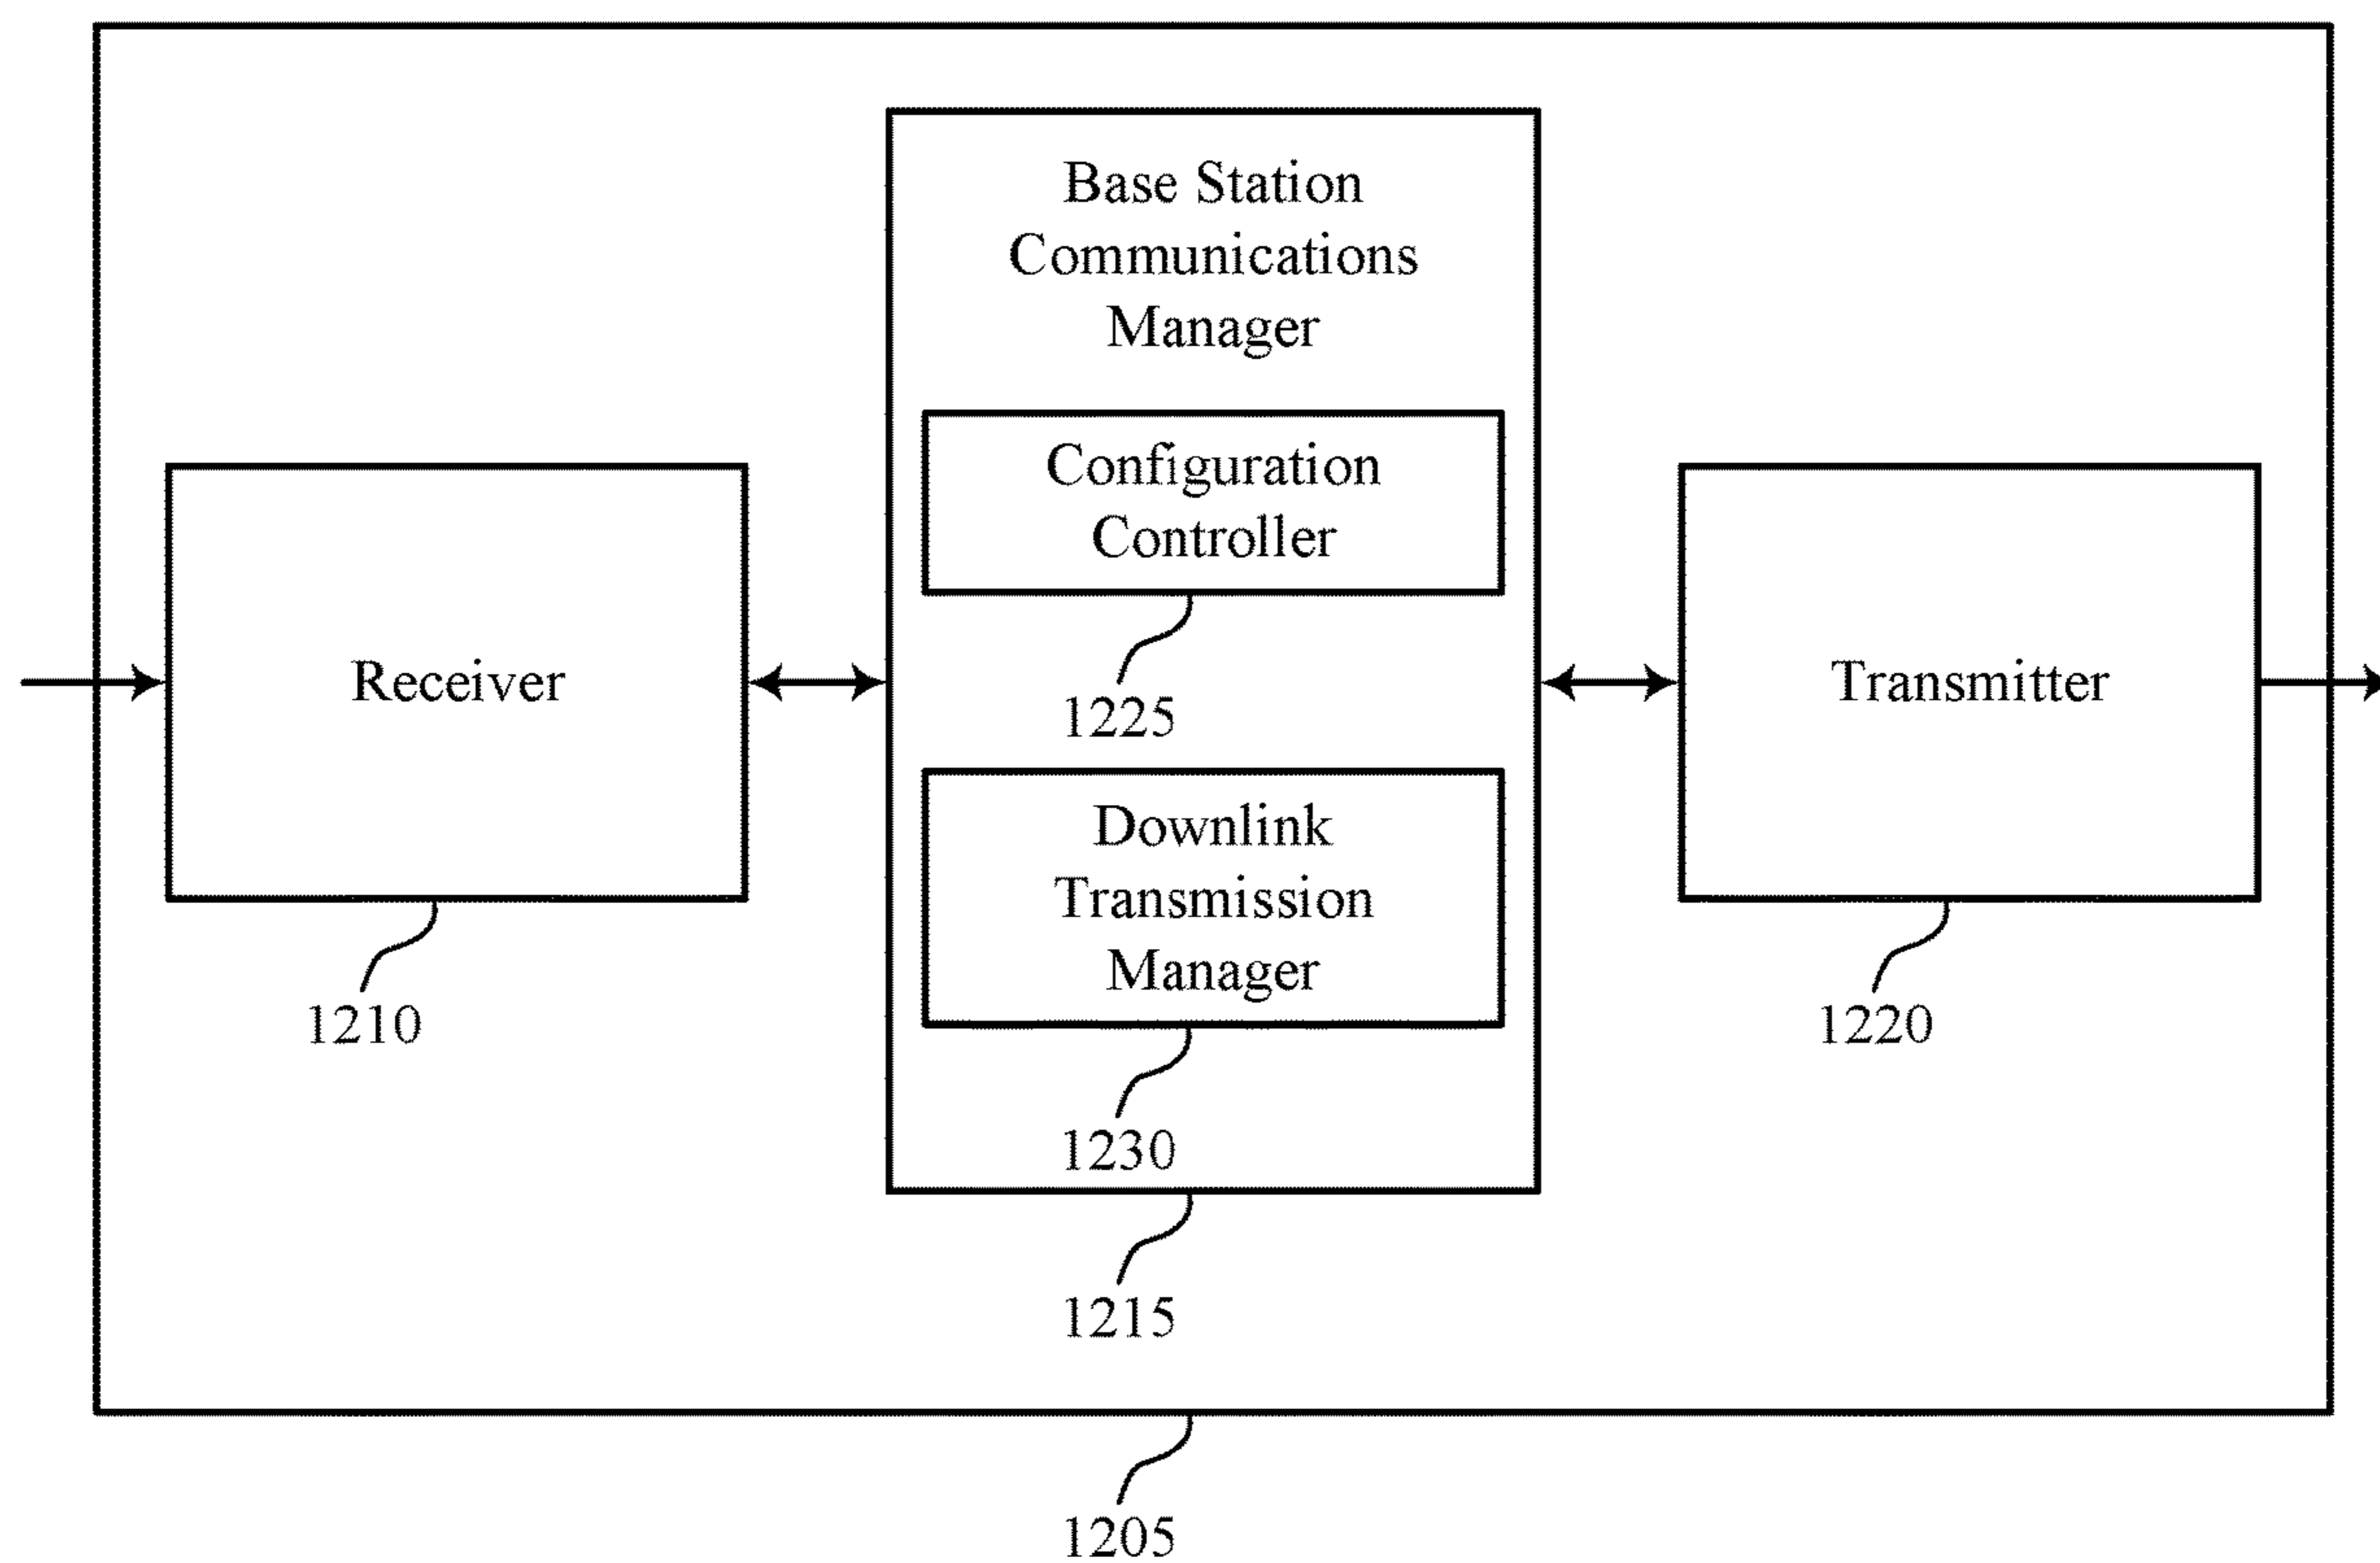 Base Station
Communications
Manager
Configuration
Controller
1225
Receiver
1210
Downlink
Transmission
Manager
1230
1215
Transmitter
1220
1205